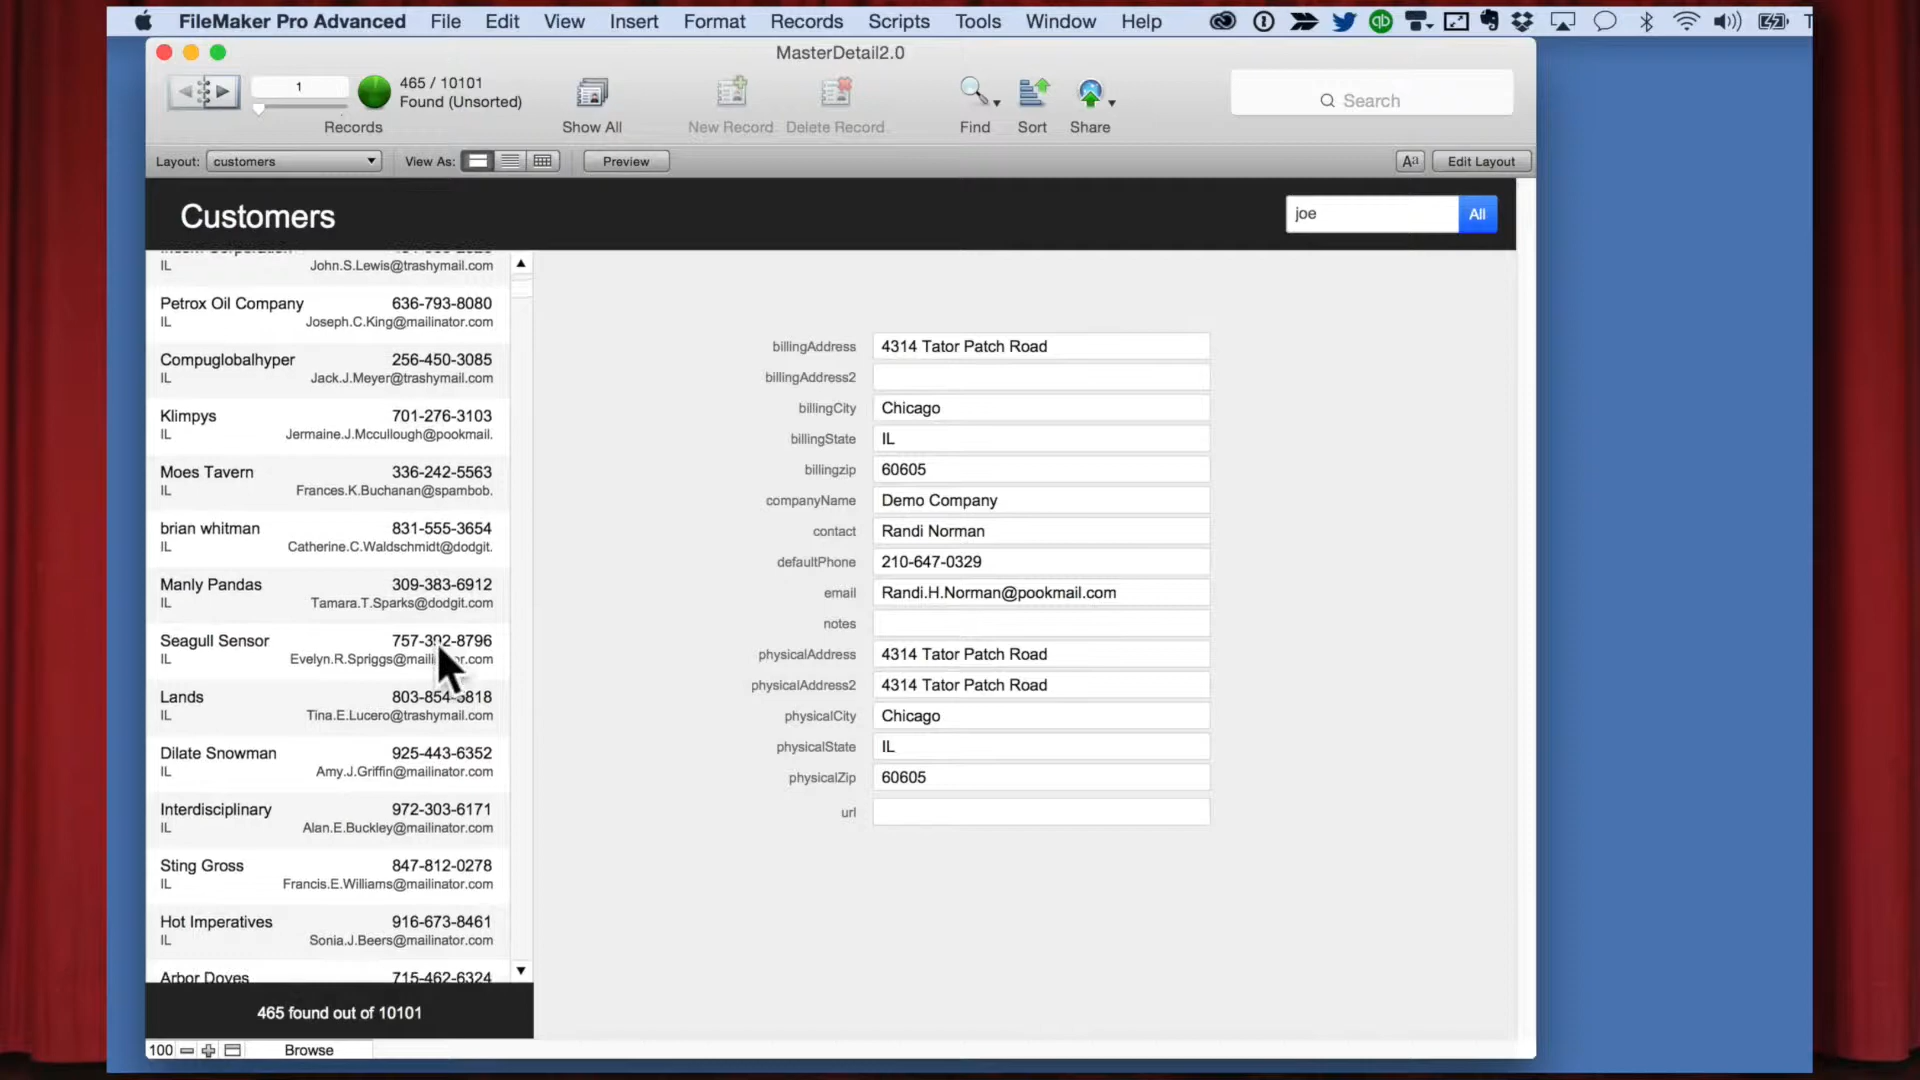 FileMaker Pro Advanced File Edit View Insert Format Records Scripts Tools Window Help
MasterDetail2.0
1
465 / 10101
Found (Unsorted)
Records
Show All
New Record
Delete Record
Find
Sort
Share
Search
Layout: customers
View As:
Preview
Aa
Edit Layout
Customers
joe
All
IL John.S.Lewis@trashymail.com
Petrox Oil Company 636-793-8080
IL Joseph.C.King@mailinator.com
Compuglobalhyper 256-450-3085
IL Jack.J.Meyer@trashymail.com
Klimpys 701-276-3103
IL Jermaine.J.Mccullough@pookmail.
Moes Tavern 336-242-5563
IL Frances.K.Buchanan@spambob.
brian whitman 831-555-3654
IL Catherine.C.Waldschmidt@dodgit.
Manly Pandas 309-383-6912
IL Tamara.T.Sparks@dodgit.com
Seagull Sensor 757-392-8796
IL
Lands
IL Tina.E.Lucero@trashymail.com
Dilate Snowman 925-443-6352
IL Amy.J.Griffin@mailinator.com
Interdisciplinary 972-303-6171
IL Alan.E.Buckley@mailinator.com
Sting Gross 847-812-0278
IL Francis.E.Williams@mailinator.com
Hot Imperatives 916-673-8461
IL Sonia.J.Beers@mailinator.com
Arbor Doves 715-462-6324
465 found out of 10101
billingAddress 4314 Tator Patch Road
billingAddress2
billingCity Chicago
billingState IL
billingzip 60605
companyName Demo Company
contact Randi Norman
defaultPhone 210-647-0329
email Randi.H.Norman@pookmail.com
notes
physicalAddress 4314 Tator Patch Road
physicalAddress2 4314 Tator Patch Road
physicalCity Chicago
physicalState IL
physicalZip 60605
url
100
Browse